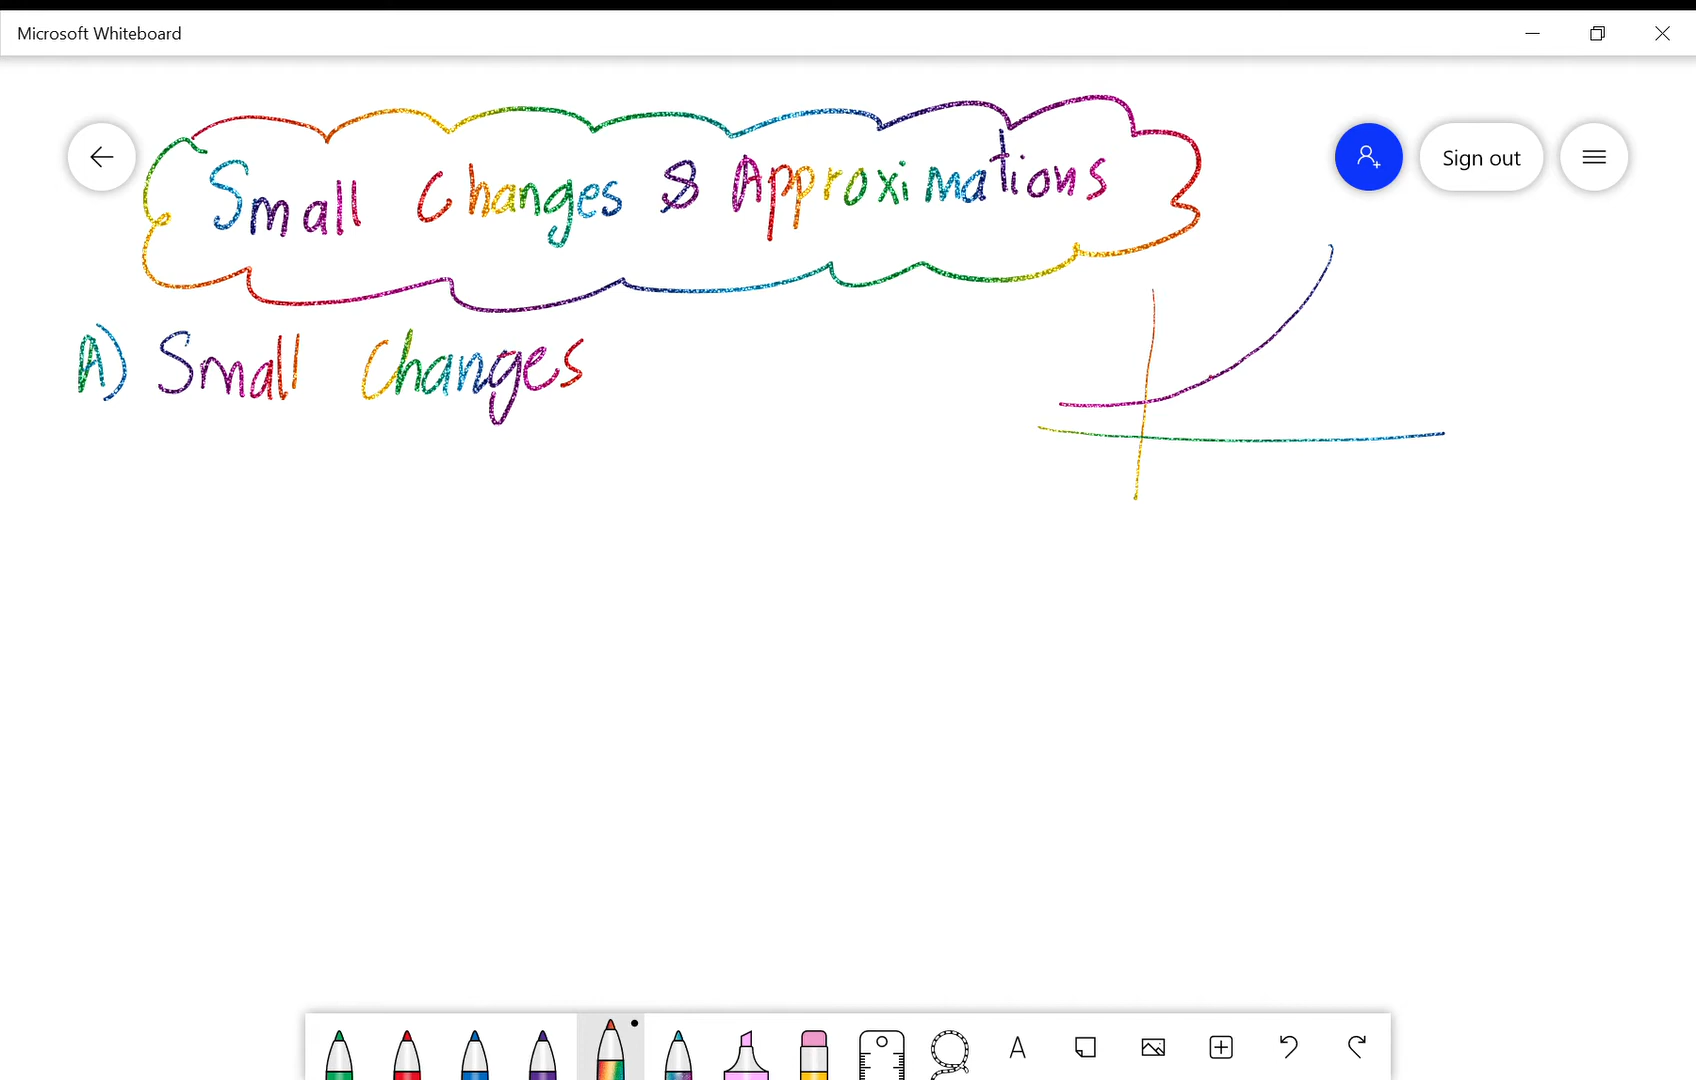 Microsoft Whiteboard
Small Changes & Approximations
Sign out
A) Small Changes
A